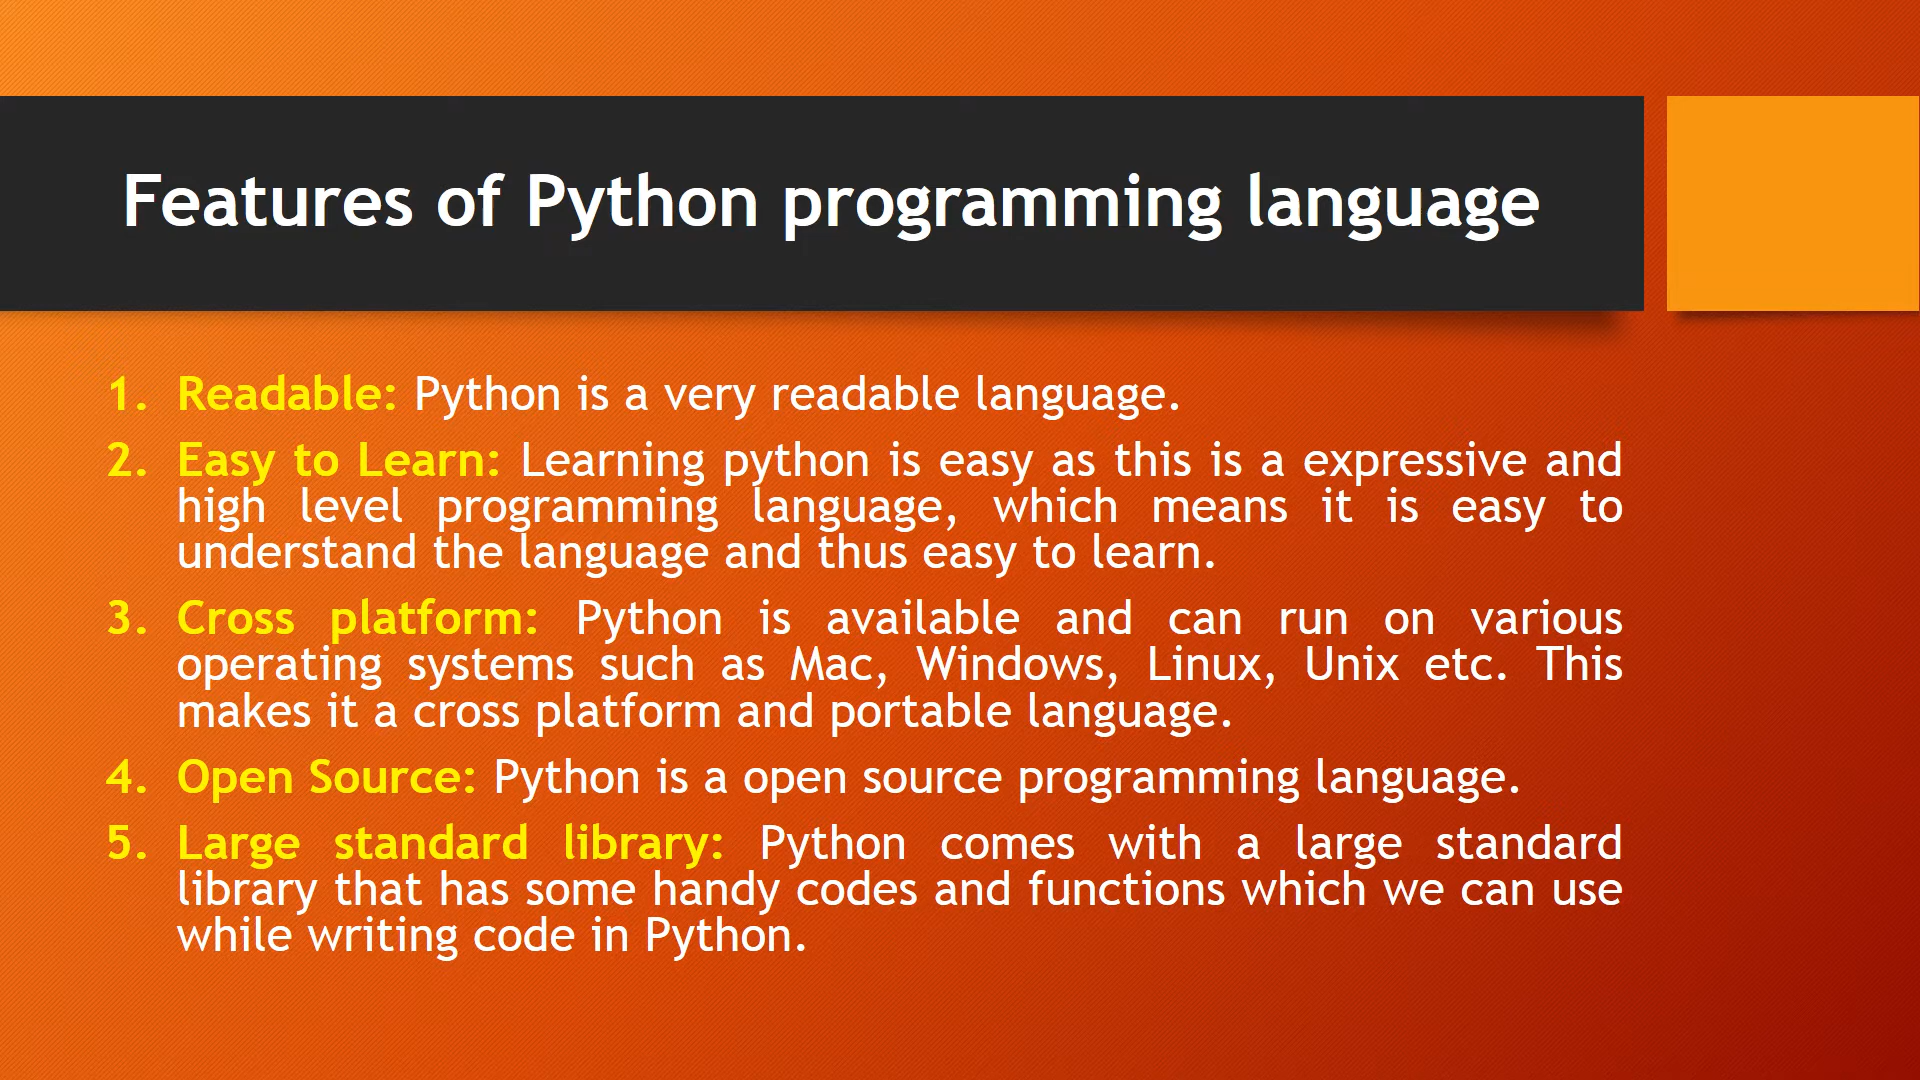 Features of Python programming language
1. Readable: Python is a very readable language.
2. Easy to Learn: Learning python is easy as this is a expressive and
high level programming language, which means it is easy to
understand the language and thus easy to learn.
3. Cross platform: Python is available and can run on various
operating systems such as Mac, Windows, Linux, Unix etc. This
makes it a cross platform and portable language.
4. Open Source: Python is a open source programming language.
5. Large standard library: Python comes with a large standard
library that has some handy codes and functions which we can use
while writing code in Python.